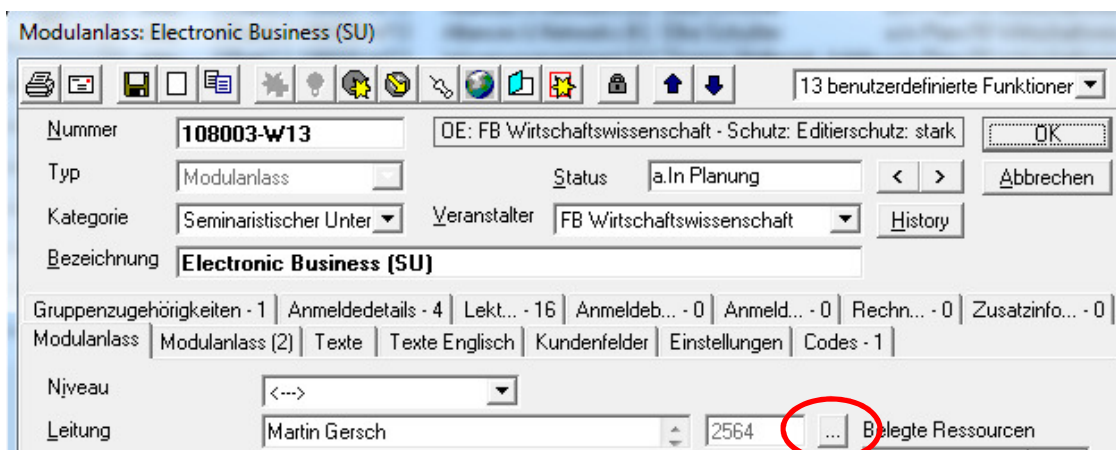 Modulanlass: Electronic Business (SU)
13 benutzerdefinierte Funktioner
Nummer 108003-W13 OE: FB Wirtschaftswissenschaft - Schutz: Editierschutz: stark OK
Typ Modulanlass Status a.In Planung < > Abbrechen
Kategorie Seminaristischer Unter Veranstalter FB Wirtschaftswissenschaft History
Bezeichnung Electronic Business (SU)
Gruppenzugehörigkeiten - 1 Anmeldedetails - 4 Lekt... - 16 Anmeldeb... - 0 Anmeld... - 0 Rechn... - 0 Zusatzinfo... - 0
Modulanlass Modulanlass (2) Texte Texte Englisch Kundenfelder Einstellungen Codes - 1
Niveau <--->
Leitung Martin Gersch 2564 ... Belegte Ressourcen